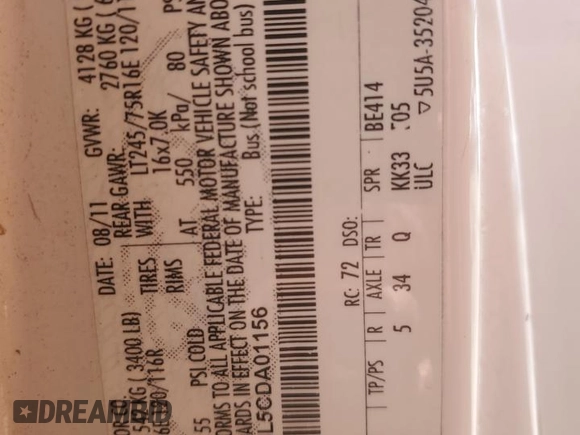 DATE: 08/11 GVWR: 4128 KG (
REAR GAWR: 2760 KG (
KG ( 3400 LB) TIRES WITH LT245/75R16E 120/
/116R RIMS 16x7.0K
55 PSI COLD AT 550 kPa/ 80 PS
ORMS TO ALL APPLICABLE FEDERAL MOTOR VEHICLE SAFETY AN
ARDS IN EFFECT ON THE DATE OF MANUFACTURE SHOWN ABO
L5CDA01156 TYPE: Bus (Not school bus)
RC: 72 DSO:
TP/PS R AXLE TR SPR BE414
5 34 Q KK33 :05
ULC ▽5U5A-35204
DREAMBID